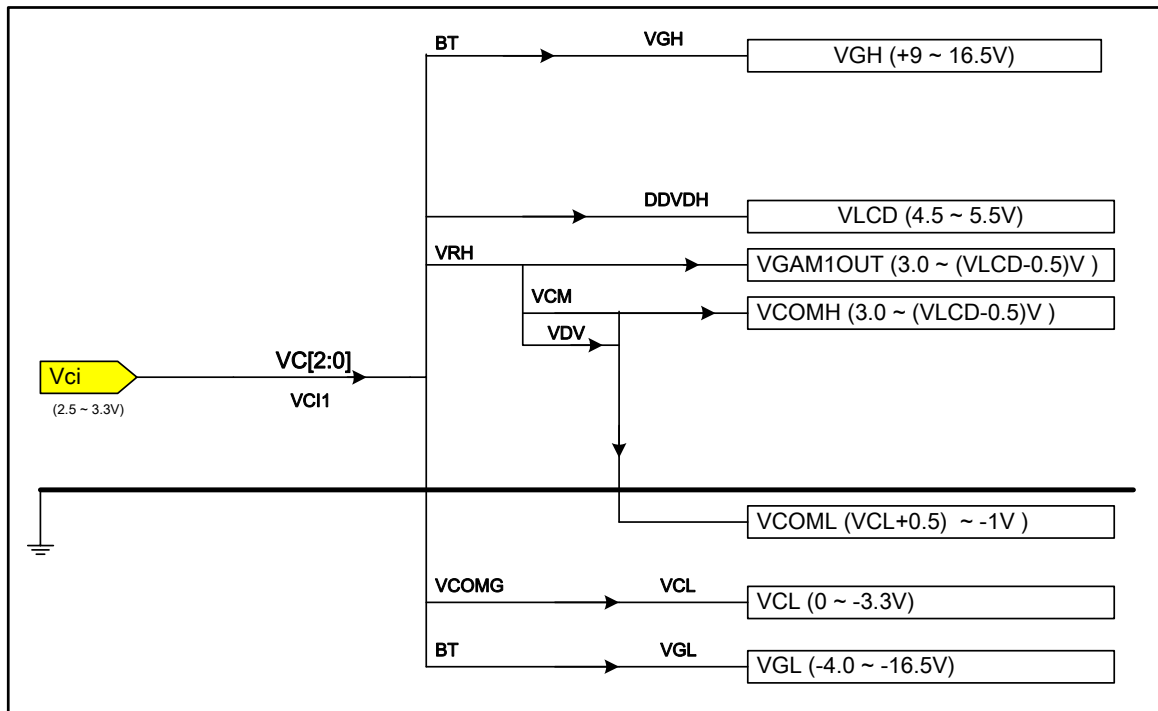 BT VGH VGH (+9 ~ 16.5V)
DDVDH VLCD (4.5 ~ 5.5V)
VRH VGAM1OUT (3.0 ~ (VLCD-0.5)V )
VCM VCOMH (3.0 ~ (VLCD-0.5)V )
VDV
Vci VC[2:0]
(2.5 ~ 3.3V) VCI1
VCOML (VCL+0.5) ~ -1V )
VCOMG VCL VCL (0 ~ -3.3V)
BT VGL VGL (-4.0 ~ -16.5V)